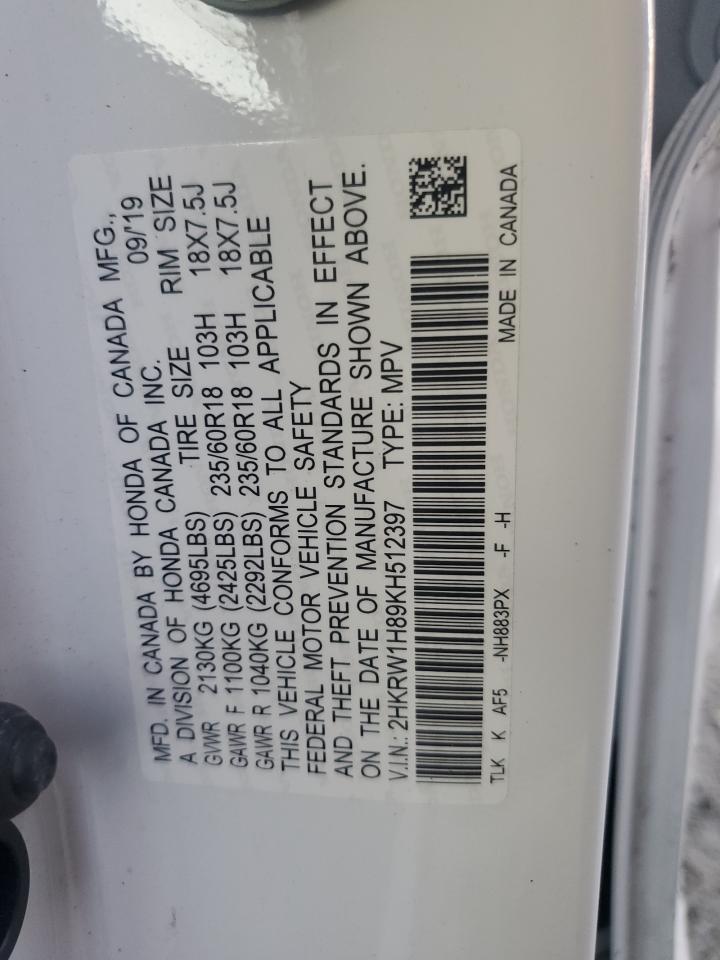 MFD. IN CANADA BY HONDA OF CANADA MFG.,
A DIVISION OF HONDA CANADA INC. 09/'19
GVWR 2130KG (4695LBS) TIRE SIZE RIM SIZE
GAWR F 1100KG (2425LBS) 235/60R18 103H 18X7.5J
GAWR R 1040KG (2292LBS) 235/60R18 103H 18X7.5J
THIS VEHICLE CONFORMS TO ALL APPLICABLE
FEDERAL MOTOR VEHICLE SAFETY
AND THEFT PREVENTION STANDARDS IN EFFECT
ON THE DATE OF MANUFACTURE SHOWN ABOVE.
V.I.N.: 2HKRW1H89KH512397 TYPE: MPV
TLK K AF5 -NH883PX -F -H MADE IN CANADA